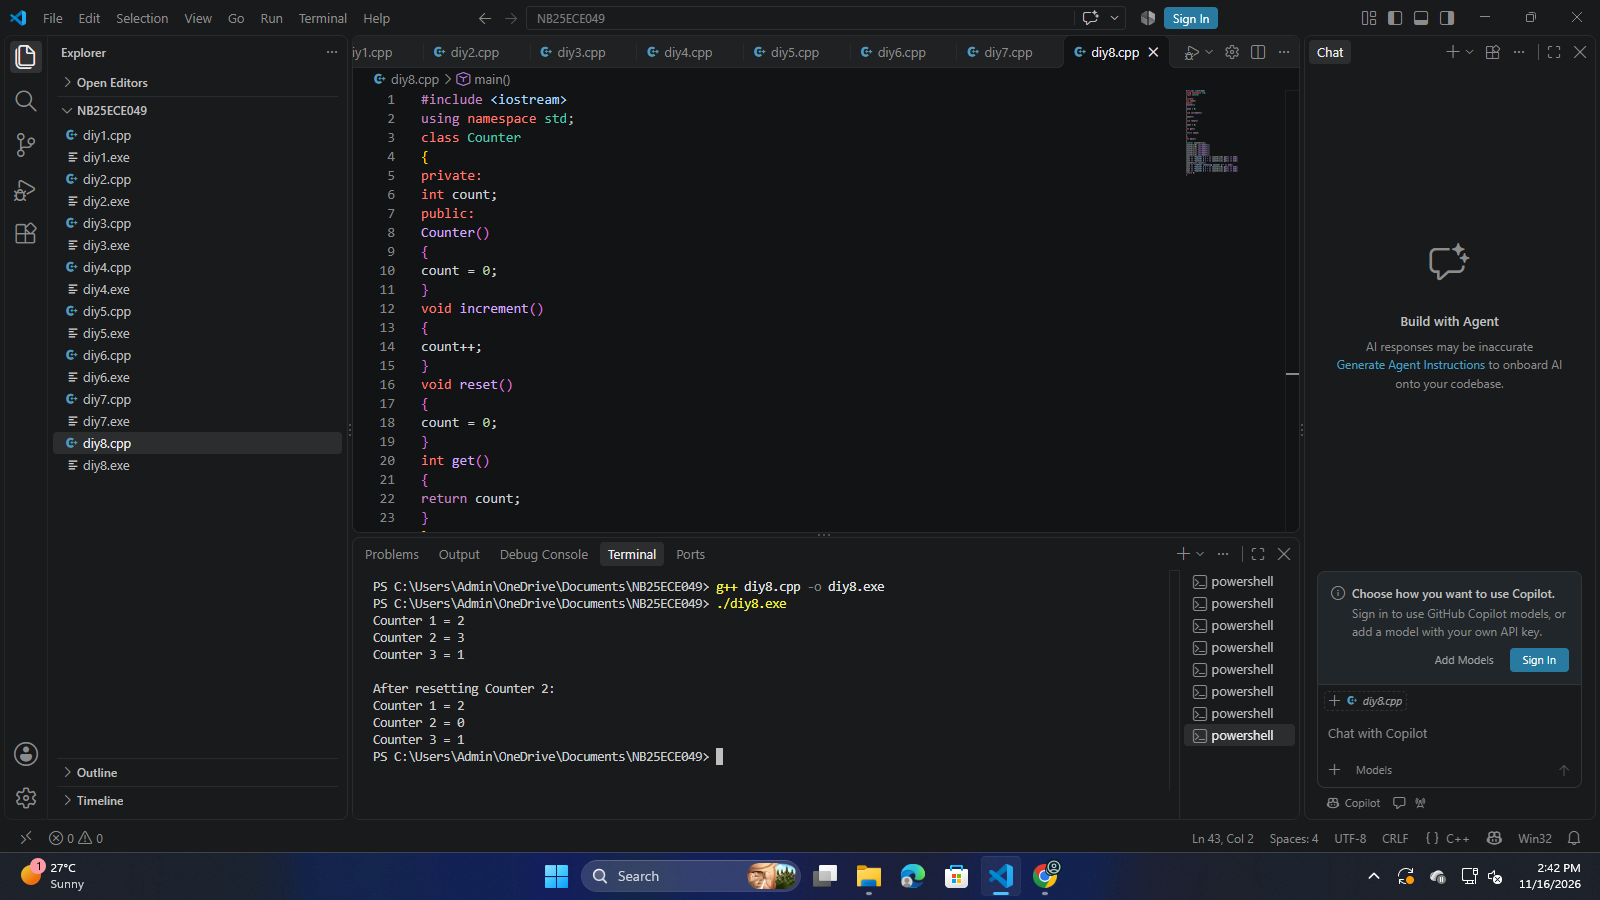 File Edit Selection View Go Run Terminal Help
NB25ECE049
Sign In
Explorer
Open Editors
NB25ECE049
diy1.cpp
diy1.exe
diy2.cpp
diy2.exe
diy3.cpp
diy3.exe
diy4.cpp
diy4.exe
diy5.cpp
diy5.exe
diy6.cpp
diy6.exe
diy7.cpp
diy7.exe
diy8.cpp
diy8.exe
Outline
Timeline
iy1.cpp diy2.cpp diy3.cpp diy4.cpp diy5.cpp diy6.cpp diy7.cpp diy8.cpp
diy8.cpp > main()
1 #include <iostream>
2 using namespace std;
3 class Counter
4 {
5 private:
6 int count;
7 public:
8 Counter()
9 {
10 count = 0;
11 }
12 void increment()
13 {
14 count++;
15 }
16 void reset()
17 {
18 count = 0;
19 }
20 int get()
21 {
22 return count;
23 }
Problems Output Debug Console Terminal Ports
PS C:\Users\Admin\OneDrive\Documents\NB25ECE049> g++ diy8.cpp -o diy8.exe
PS C:\Users\Admin\OneDrive\Documents\NB25ECE049> ./diy8.exe
Counter 1 = 2
Counter 2 = 3
Counter 3 = 1
After resetting Counter 2:
Counter 1 = 2
Counter 2 = 0
Counter 3 = 1
PS C:\Users\Admin\OneDrive\Documents\NB25ECE049>
powershell
powershell
powershell
powershell
powershell
powershell
powershell
powershell
Chat
Build with Agent
AI responses may be inaccurate
Generate Agent Instructions to onboard AI
onto your codebase.
Choose how you want to use Copilot.
Sign in to use GitHub Copilot models, or
add a model with your own API key.
Add Models Sign In
diy8.cpp
Chat with Copilot
Models
Copilot
0 0
Ln 43, Col 2 Spaces: 4 UTF-8 CRLF {} C++ Win32
1
27°C
Sunny
Search
2:42 PM
11/16/2026